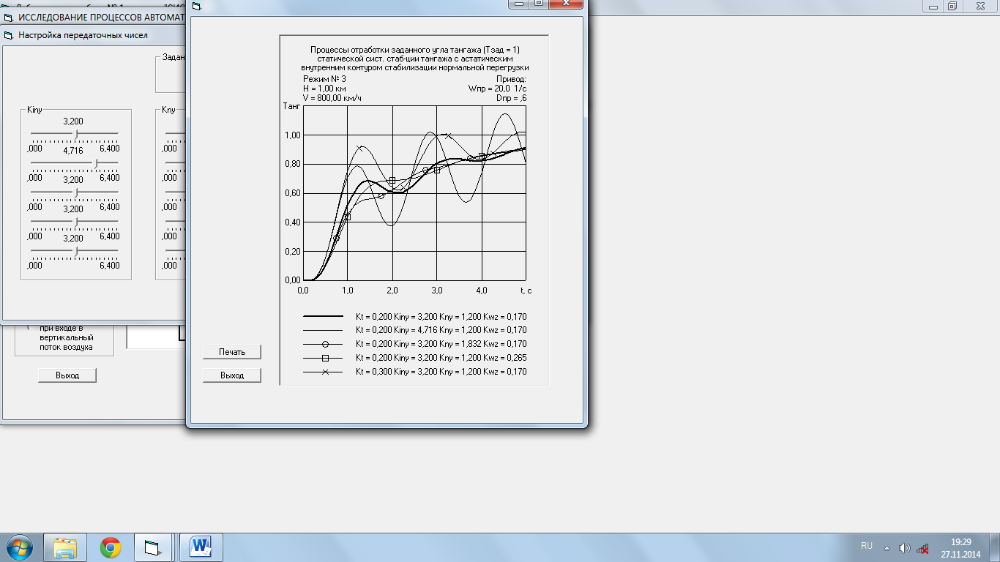 ИССЛЕДОВАНИЕ ПРОЦЕССОВ АВТОМАТ
Настройка передаточных чисел
Задан
Kiny
3,200
,000 6,400
4,716
,000 6,400
3,200
,000 6,400
3,200
,000 6,400
3,200
,000 6,400
Kny
,000
,000
,000
,000
,000
при входе в
вертикальный
поток воздуха
Выход
Процессы отработки заданного угла тангажа (Тзад = 1)
статической сист. стаб-ции тангажа с астатическим
внутренним контуром стабилизации нормальной перегрузки
Режим № 3 Привод:
H = 1,00 км Wпр = 20,0 1/с
V = 800,00 км/ч Dпр = ,6
Танг
1,00
0,80
0,60
0,40
0,20
0,00
0,0 1,0 2,0 3,0 4,0 t, с
Kt = 0,200 Kiny = 3,200 Kny = 1,200 Kwz = 0,170
Kt = 0,200 Kiny = 4,716 Kny = 1,200 Kwz = 0,170
Kt = 0,200 Kiny = 3,200 Kny = 1,832 Kwz = 0,170
Kt = 0,200 Kiny = 3,200 Kny = 1,200 Kwz = 0,265
Kt = 0,300 Kiny = 3,200 Kny = 1,200 Kwz = 0,170
Печать
Выход
RU
19:29
27.11.2014